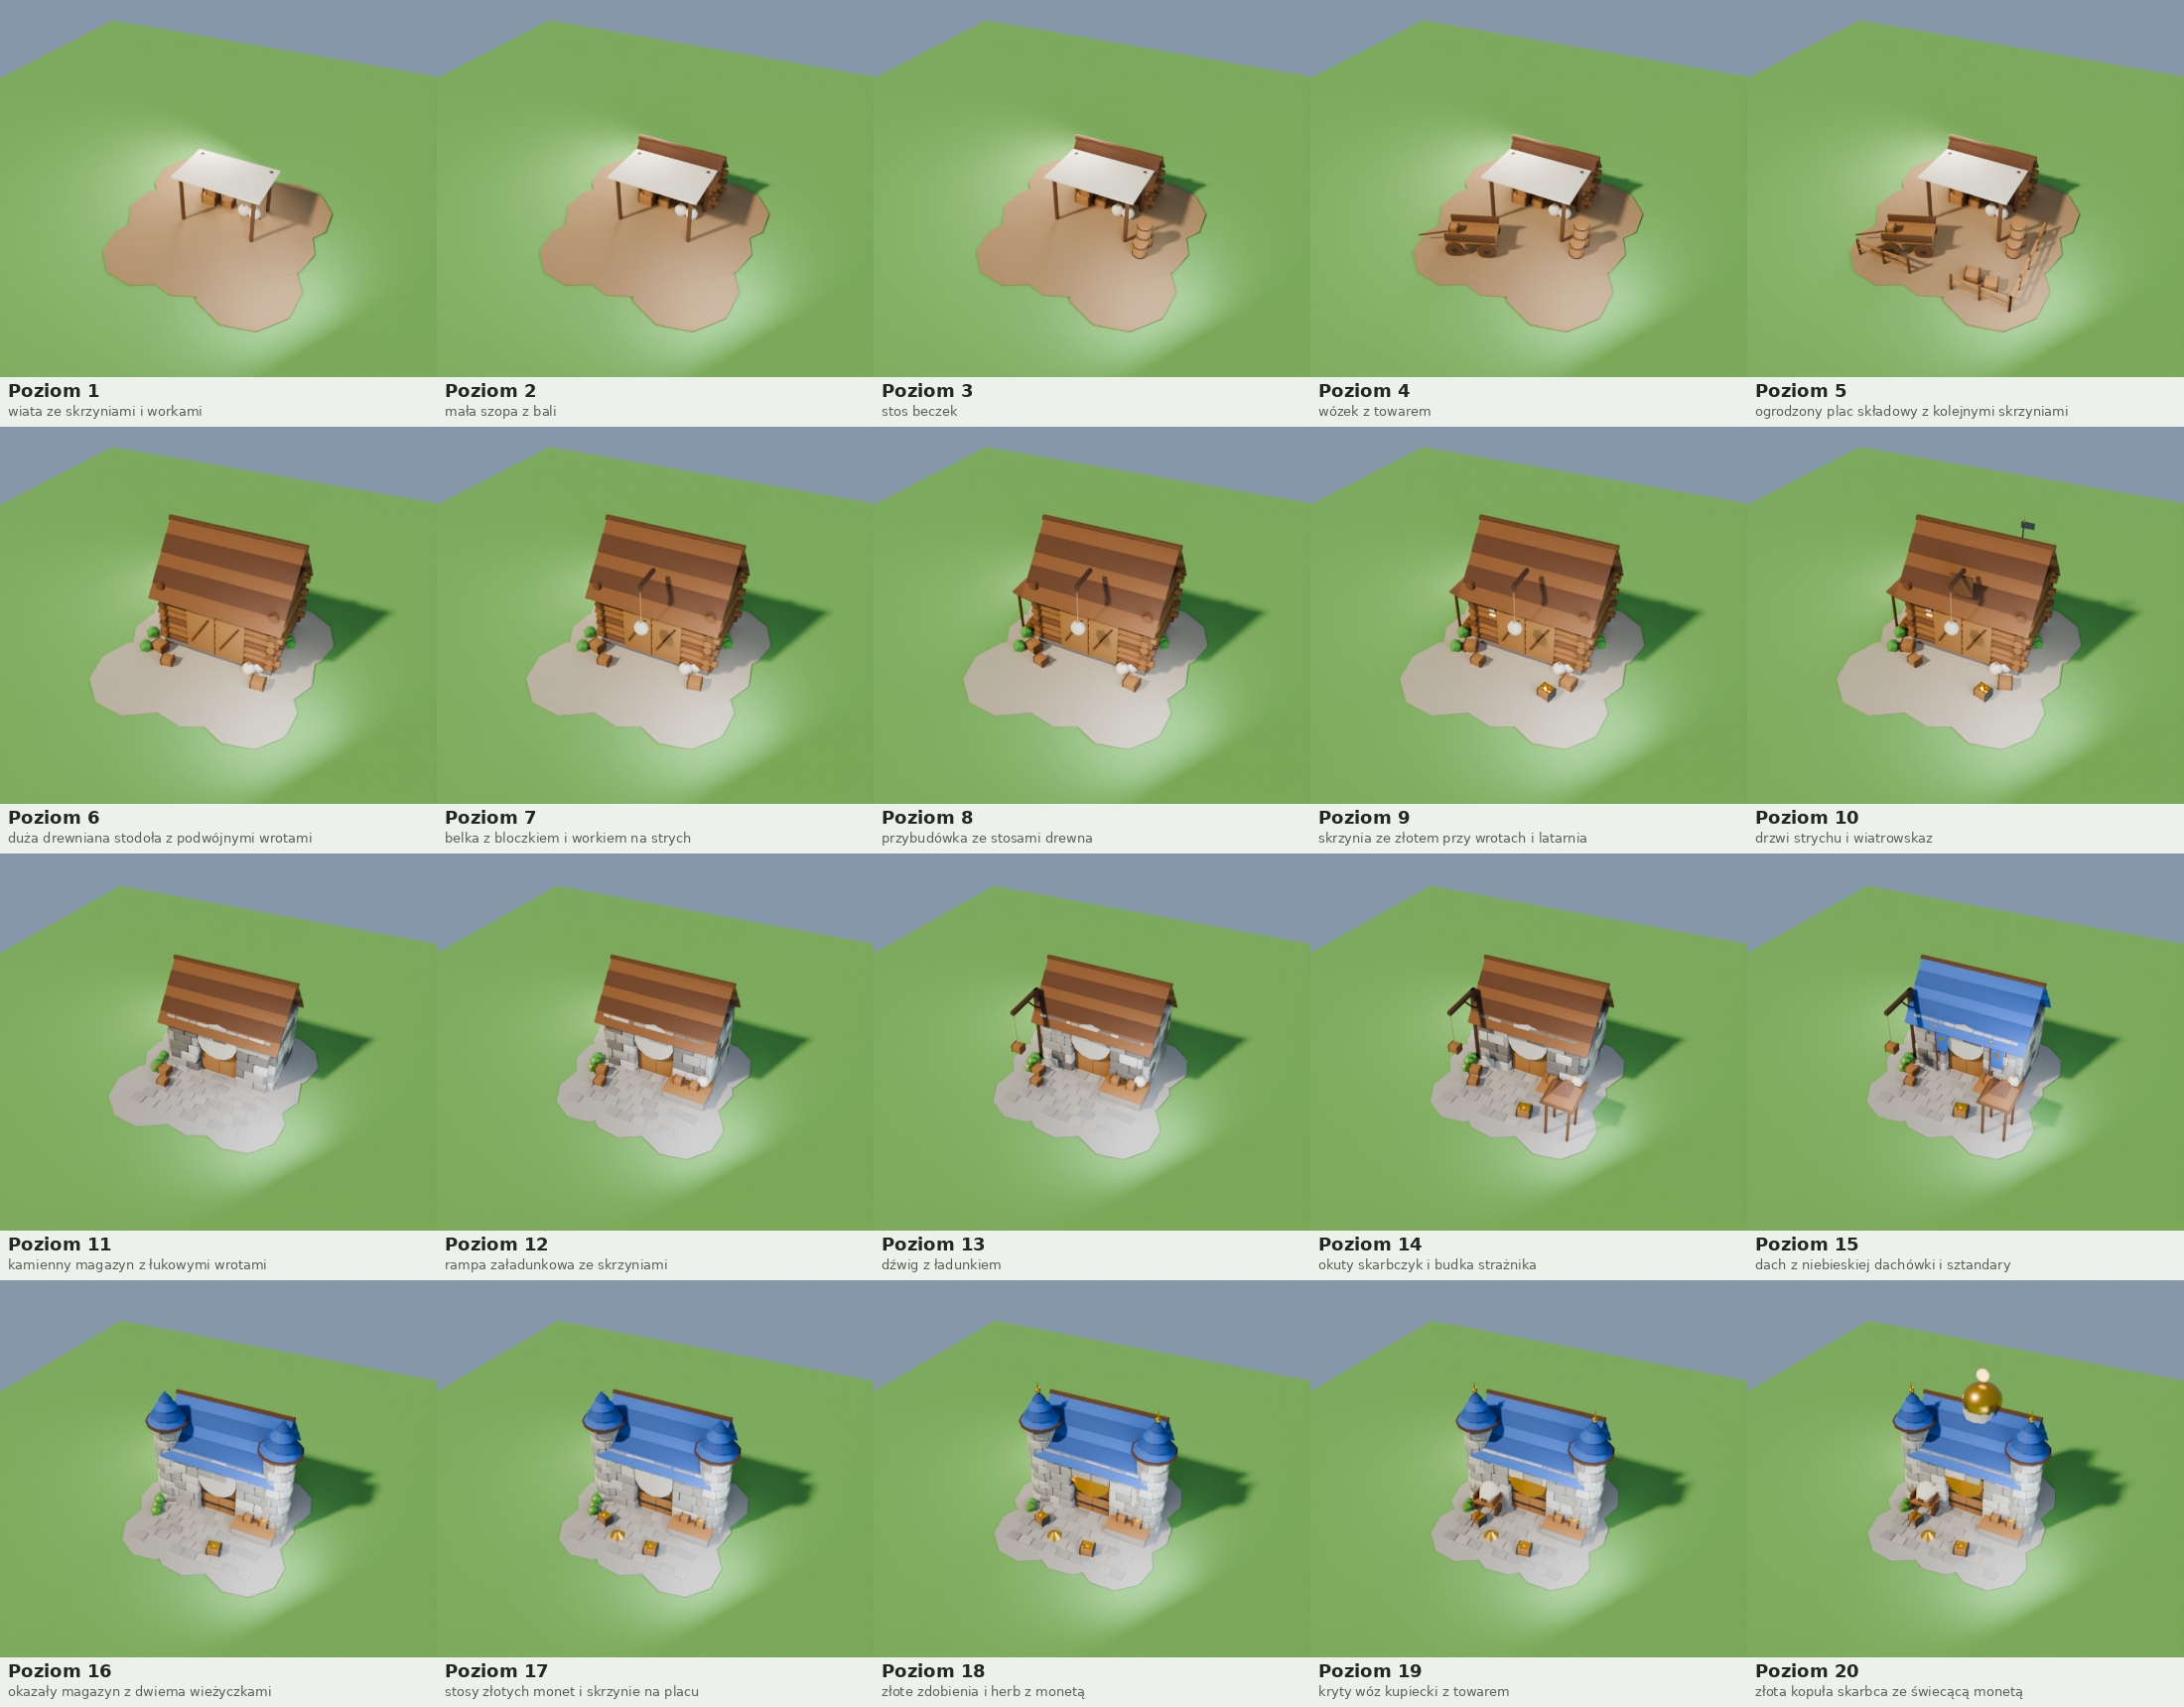 Poziom 1
wiata ze skrzyniami i workami
Poziom 2
mała szopa z bali
Poziom 3
stos beczek
Poziom 4
wózek z towarem
Poziom 5
ogrodzony plac składowy z kolejnymi skrzyniami
Poziom 6
duża drewniana stodoła z podwójnymi wrotami
Poziom 7
belka z bloczkiem i workiem na strych
Poziom 8
przybudówka ze stosami drewna
Poziom 9
skrzynia ze złotem przy wrotach i latarnia
Poziom 10
drzwi strychu i wiatrowskaz
Poziom 11
kamienny magazyn z łukowymi wrotami
Poziom 12
rampa załadunkowa ze skrzyniami
Poziom 13
dźwig z ładunkiem
Poziom 14
okuty skarbczyk i budka strażnika
Poziom 15
dach z niebieskiej dachówki i sztandary
Poziom 16
okazały magazyn z dwiema wieżyczkami
Poziom 17
stosy złotych monet i skrzynie na placu
Poziom 18
złote zdobienia i herb z monetą
Poziom 19
kryty wóz kupiecki z towarem
Poziom 20
złota kopuła skarbca ze świecącą monetą